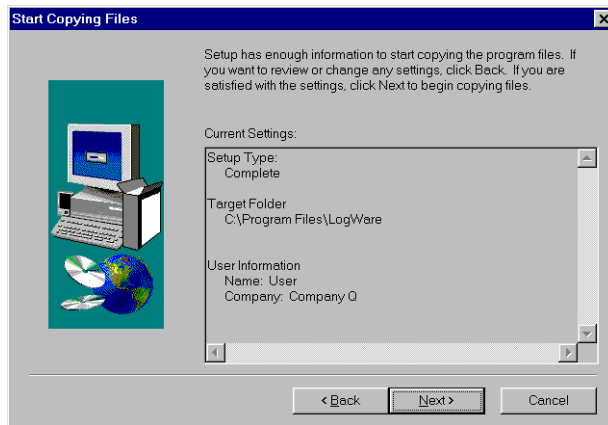 Start Copying Files
Setup has enough information to start copying the program files. If
you want to review or change any settings, click Back. If you are
satisfied with the settings, click Next to begin copying files.
Current Settings:
Setup Type:
Complete
Target Folder
C:\Program Files\LogWare
User Information
Name: User
Company: Company Q
< Back
Next >
Cancel